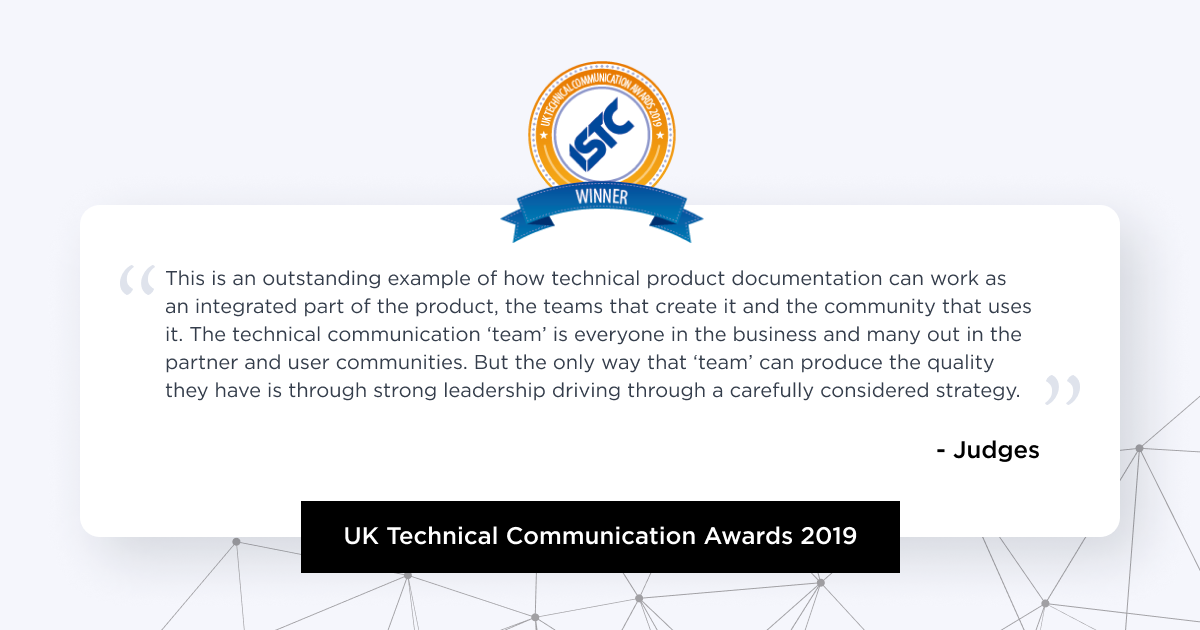 UK TECHNICAL COMMUNICATION AWARDS 2019
ISTC
WINNER
“ This is an outstanding example of how technical product documentation can work as
an integrated part of the product, the teams that create it and the community that uses
it. The technical communication ‘team’ is everyone in the business and many out in the
partner and user communities. But the only way that ‘team’ can produce the quality
they have is through strong leadership driving through a carefully considered strategy. ”
- Judges
UK Technical Communication Awards 2019